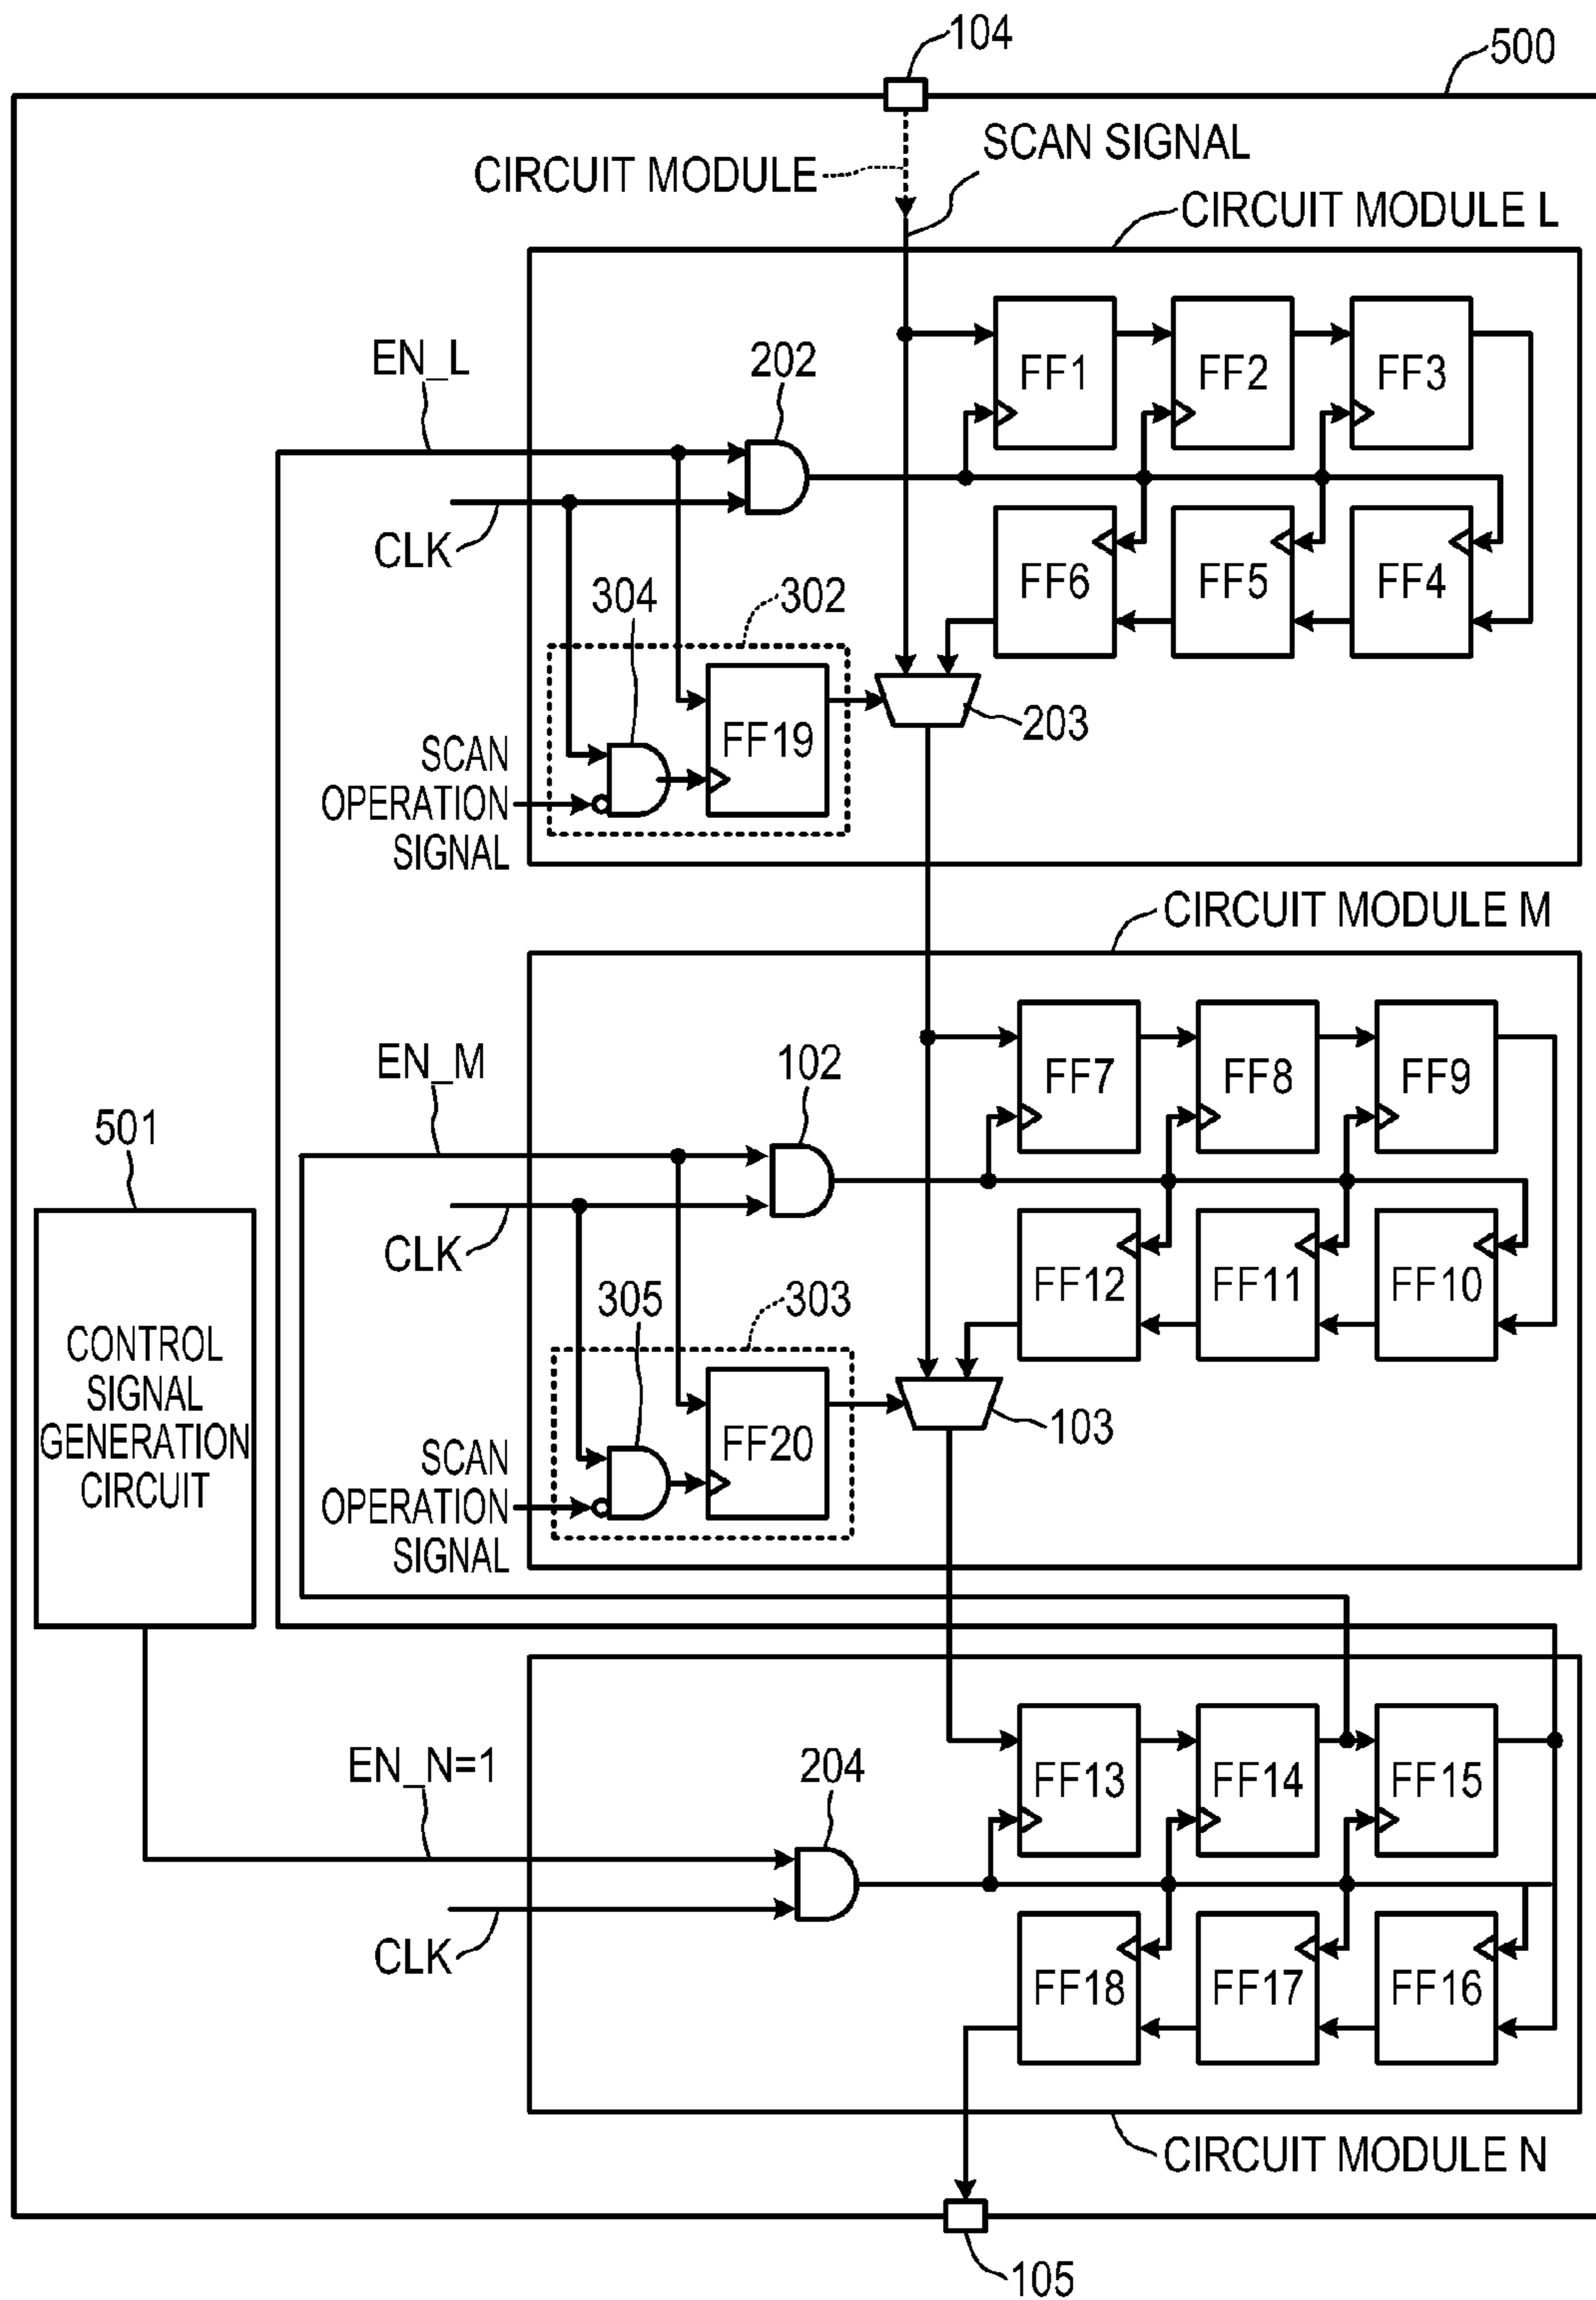 104
500
SCAN SIGNAL
CIRCUIT MODULE
CIRCUIT MODULE L
EN_L
202
FF1
FF2
FF3
CLK
304
302
FF6
FF5
FF4
203
FF19
SCAN
OPERATION
SIGNAL
CIRCUIT MODULE M
EN_M
102
FF7
FF8
FF9
501
CLK
305
303
FF12
FF11
FF10
CONTROL
SIGNAL
GENERATION
CIRCUIT
103
FF20
SCAN
OPERATION
SIGNAL
EN_N=1
204
FF13
FF14
FF15
CLK
FF18
FF17
FF16
CIRCUIT MODULE N
105